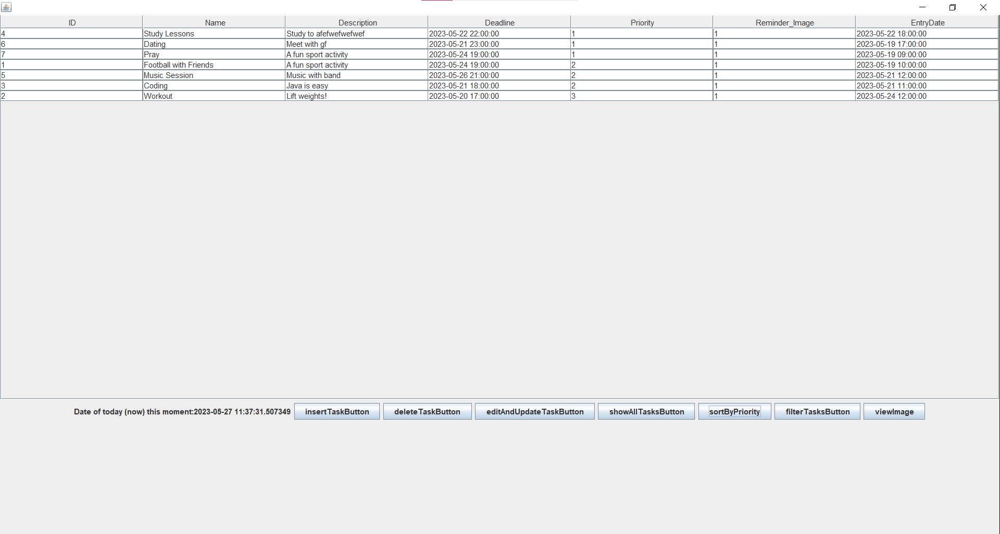 ID Name Description Deadline Priority Reminder_Image EntryDate
4 Study Lessons Study to afefwefwefwef 2023-05-22 22:00:00 1 1 2023-05-22 18:00:00
6 Dating Meet with gf 2023-05-21 23:00:00 1 1 2023-05-19 17:00:00
7 Pray A fun sport activity 2023-05-24 19:00:00 1 1 2023-05-19 09:00:00
1 Football with Friends A fun sport activity 2023-05-24 19:00:00 2 1 2023-05-19 10:00:00
5 Music Session Music with band 2023-05-26 21:00:00 2 1 2023-05-21 12:00:00
3 Coding Java is easy 2023-05-21 18:00:00 2 1 2023-05-21 11:00:00
2 Workout Lift weights! 2023-05-20 17:00:00 3 1 2023-05-24 12:00:00
Date of today (now) this moment:2023-05-27 11:37:31.507349 insertTaskButton deleteTaskButton editAndUpdateTaskButton showAllTasksButton sortByPriority filterTasksButton viewImage